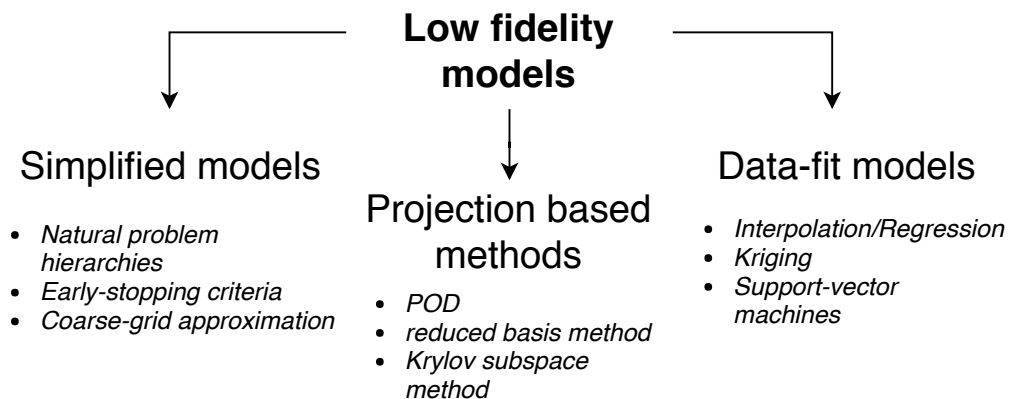 Low fidelity
models
Simplified models
• Natural problem
hierarchies
• Early-stopping criteria
• Coarse-grid approximation
Projection based
methods
• POD
• reduced basis method
• Krylov subspace
method
Data-fit models
• Interpolation/Regression
• Kriging
• Support-vector
machines